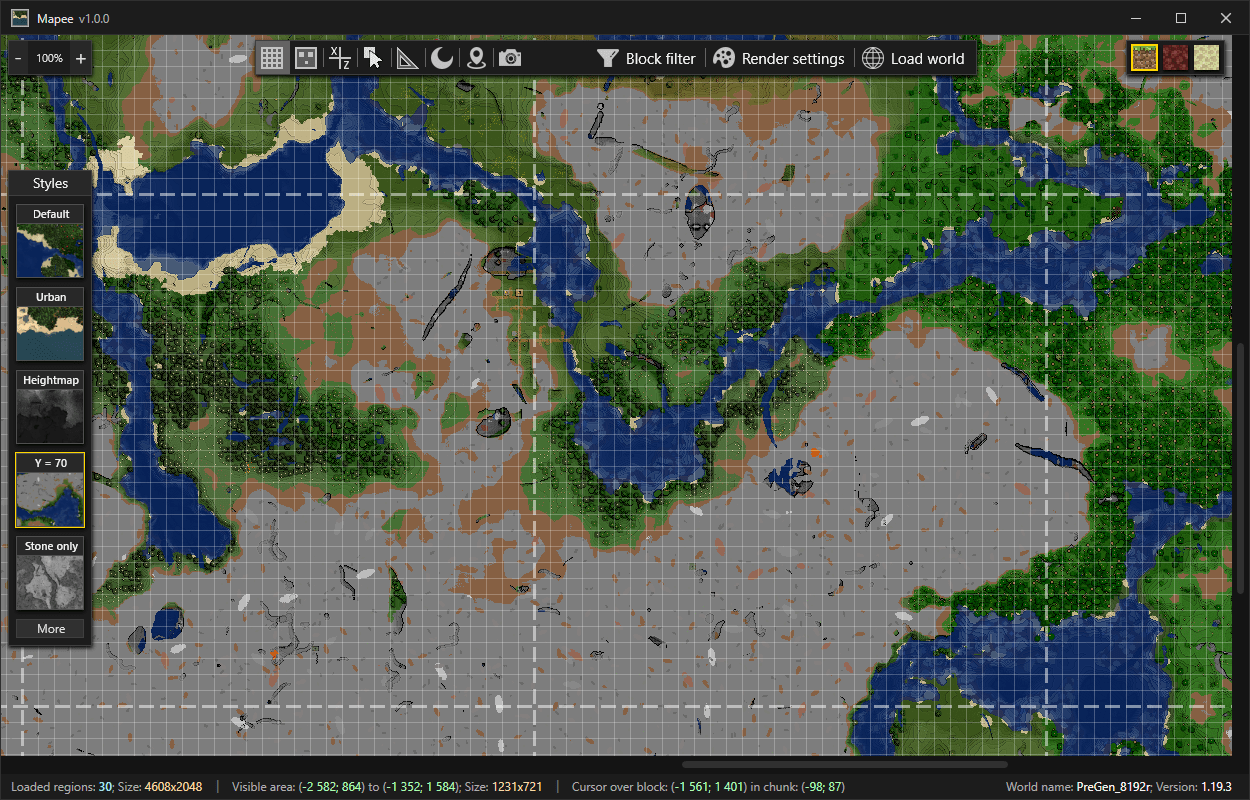 Mapee v1.0.0
- 100% +
X Z
Block filter
Render settings
Load world
Styles
Default
Urban
Heightmap
Y = 70
Stone only
More
Loaded regions: 30; Size: 4608x2048 | Visible area: (-2 582; 864) to (-1 352; 1 584); Size: 1231x721 | Cursor over block: (-1 561; 1 401) in chunk: (-98; 87)
World name: PreGen_8192r; Version: 1.19.3